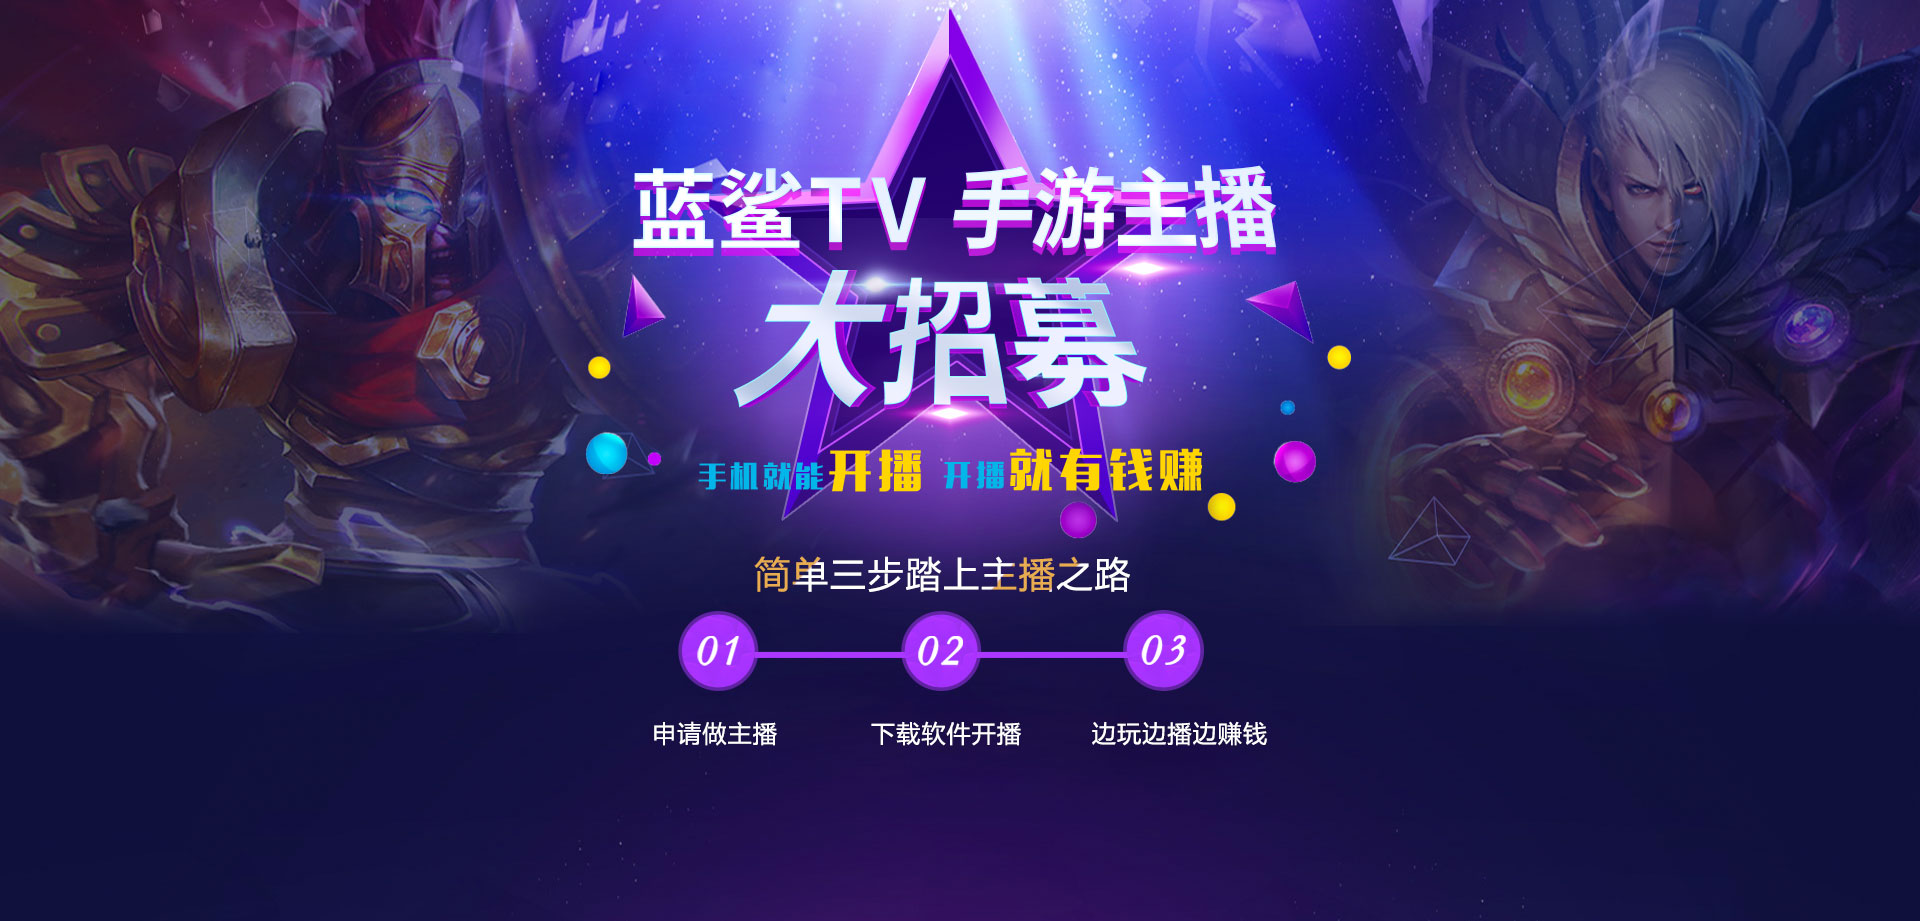 蓝鲨TV 手游主播
大招募
手机就能开播 开播就有钱赚
简单三步踏上主播之路
01 02 03
申请做主播 下载软件开播 边玩边播边赚钱